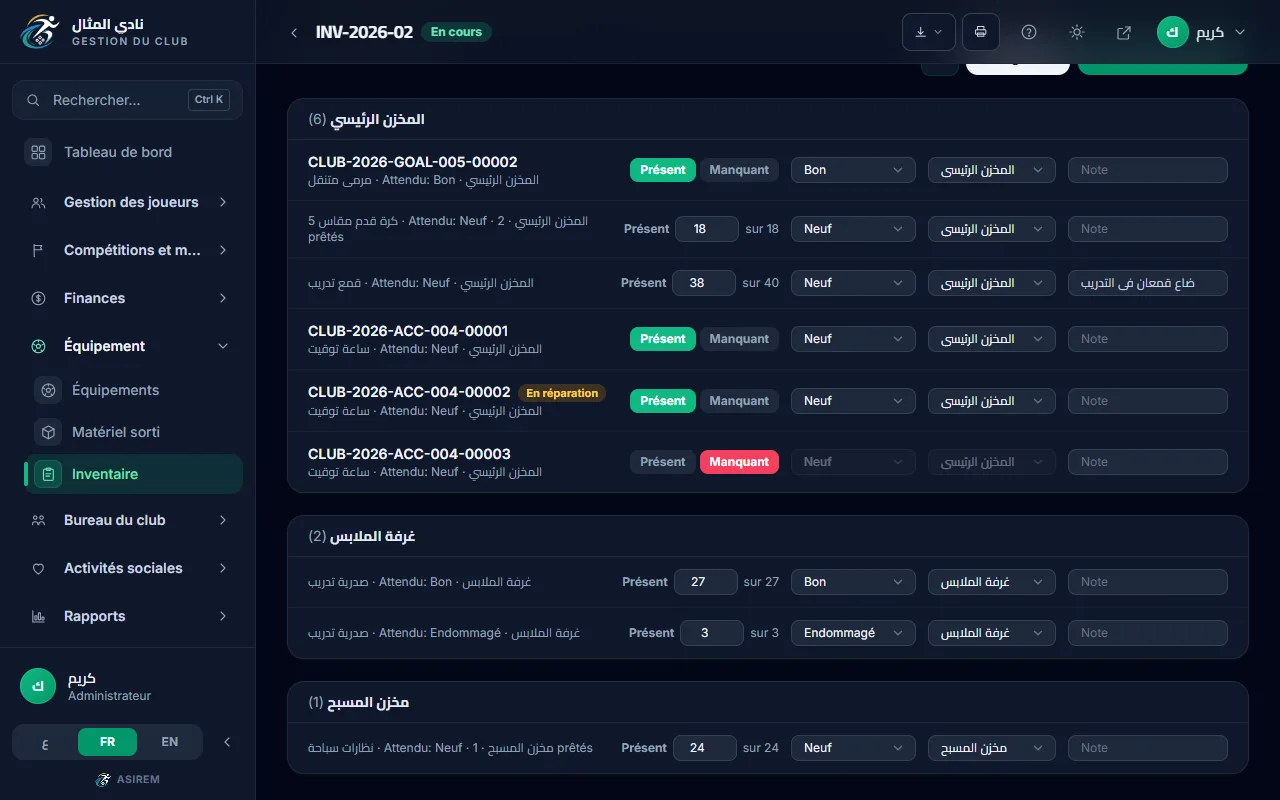 نادي المثال
GESTION DU CLUB
INV-2026-02
En cours
ك
كريم
Rechercher...
Ctrl K
Tableau de bord
Gestion des joueurs
Compétitions et m...
Finances
Équipement
Équipements
Matériel sorti
Inventaire
Bureau du club
Activités sociales
Rapports
ك
كريم
Administrateur
ع
FR
EN
ASIREM
المخزن الرئيسي (6)
CLUB-2026-GOAL-005-00002
مرمى متنقل · Attendu: Bon · المخزن الرئيسي
Présent
Manquant
Bon
المخزن الرئيسي
Note
كرة قدم مقاس 5 · Attendu: Neuf · المخزن الرئيسي · 2
prêtés
Présent
18
sur 18
Neuf
المخزن الرئيسي
Note
قمع تدريب · Attendu: Neuf · المخزن الرئيسي
Présent
38
sur 40
Neuf
المخزن الرئيسي
ضاع قمعان في التدريب
CLUB-2026-ACC-004-00001
ساعة توقيت · Attendu: Neuf · المخزن الرئيسي
Présent
Manquant
Neuf
المخزن الرئيسي
Note
CLUB-2026-ACC-004-00002
En réparation
ساعة توقيت · Attendu: Neuf · المخزن الرئيسي
Présent
Manquant
Neuf
المخزن الرئيسي
Note
CLUB-2026-ACC-004-00003
ساعة توقيت · Attendu: Neuf · المخزن الرئيسي
Présent
Manquant
Neuf
المخزن الرئيسي
Note
غرفة الملابس (2)
صدرية تدريب · Attendu: Bon · غرفة الملابس
Présent
27
sur 27
Bon
غرفة الملابس
Note
صدرية تدريب · Attendu: Endommagé · غرفة الملابس
Présent
3
sur 3
Endommagé
غرفة الملابس
Note
مخزن المسبح (1)
نظارات سباحة · Attendu: Neuf · مخزن المسبح · 1 prêtés
Présent
24
sur 24
Neuf
مخزن المسبح
Note